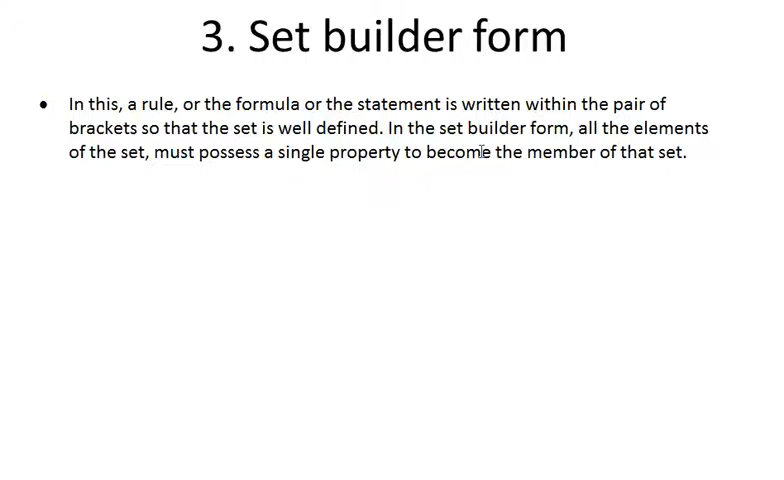 3. Set builder form
• In this, a rule, or the formula or the statement is written within the pair of
brackets so that the set is well defined. In the set builder form, all the elements
of the set, must possess a single property to become the member of that set.